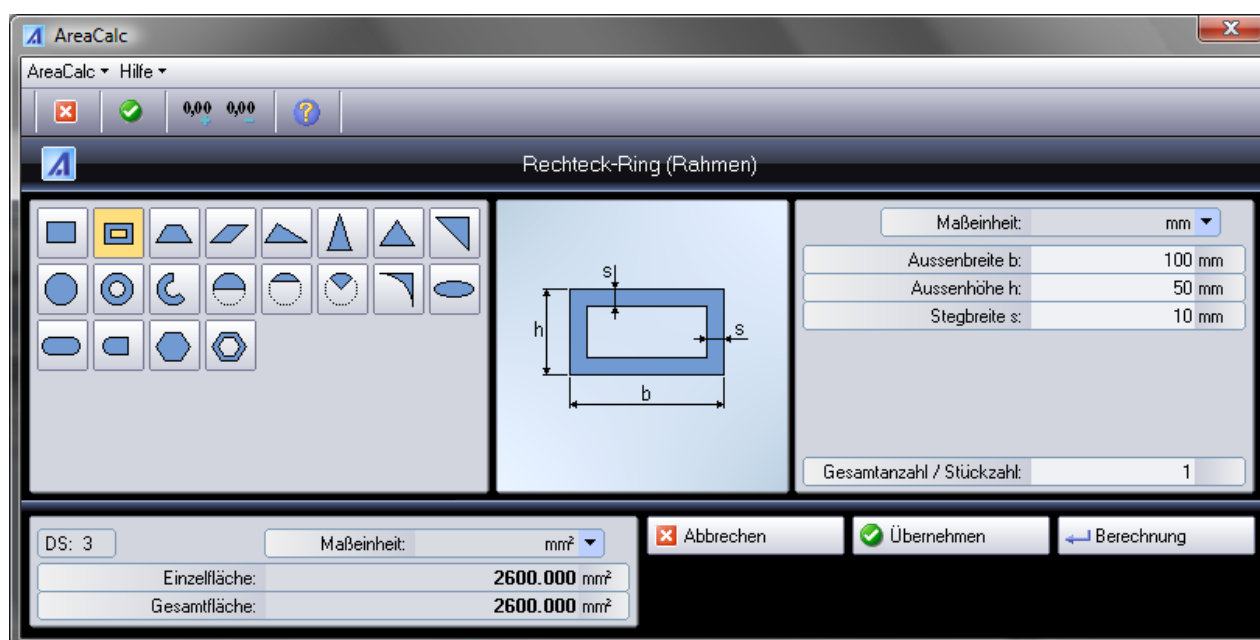 AreaCalc
AreaCalc Hilfe
0,00 0,00
Rechteck-Ring (Rahmen)
Maßeinheit: mm
Aussenbreite b: 100 mm
Aussenhöhe h: 50 mm
Stegbreite s: 10 mm
s
h
s
b
Gesamtanzahl / Stückzahl: 1
DS: 3 Maßeinheit: mm²
Abbrechen Übernehmen Berechnung
Einzelfläche: 2600.000 mm²
Gesamtfläche: 2600.000 mm²